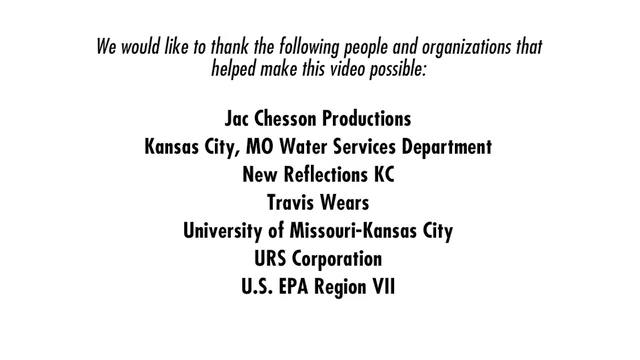 We would like to thank the following people and organizations that
helped make this video possible:
Jac Chesson Productions
Kansas City, MO Water Services Department
New Reflections KC
Travis Wears
University of Missouri-Kansas City
URS Corporation
U.S. EPA Region VII